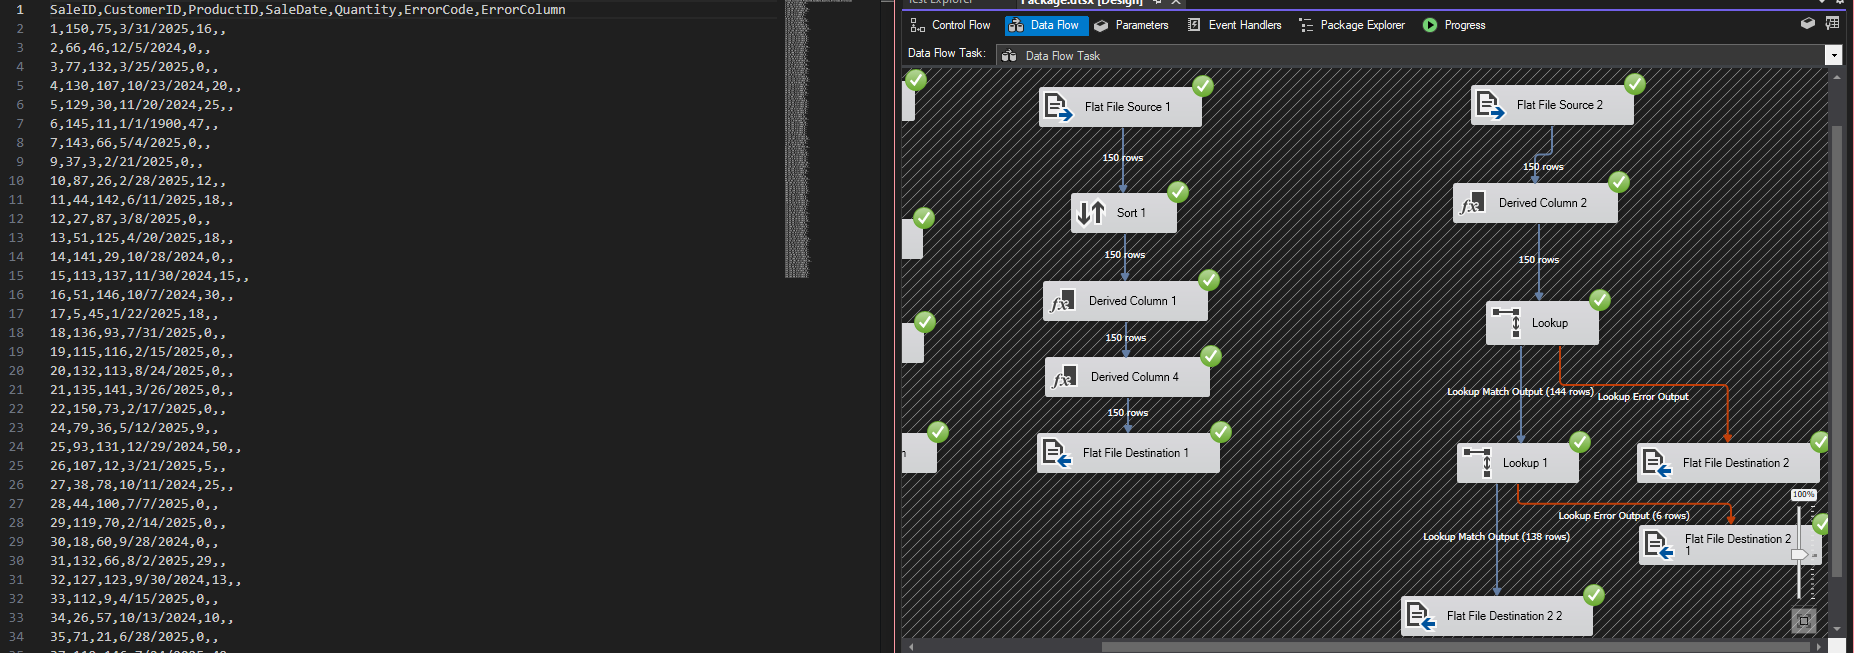 1 SaleID,CustomerID,ProductID,SaleDate,Quantity,ErrorCode,ErrorColumn
2 1,150,75,3/31/2025,16,,
3 2,66,46,12/5/2024,0,,
4 3,77,132,3/25/2025,0,,
5 4,130,107,10/23/2024,20,,
6 5,129,30,11/20/2024,25,,
7 6,145,11,1/1/1900,47,,
8 7,143,66,5/4/2025,0,,
9 9,37,3,2/21/2025,0,,
10 10,87,26,2/28/2025,12,,
11 11,44,142,6/11/2025,18,,
12 12,27,87,3/8/2025,0,,
13 13,51,125,4/20/2025,18,,
14 14,141,29,10/28/2024,0,,
15 15,113,137,11/30/2024,15,,
16 16,51,146,10/7/2024,30,,
17 17,5,45,1/22/2025,18,,
18 18,136,93,7/31/2025,0,,
19 19,115,116,2/15/2025,0,,
20 20,132,113,8/24/2025,0,,
21 21,135,141,3/26/2025,0,,
22 22,150,73,2/17/2025,0,,
23 24,79,36,5/12/2025,9,,
24 25,93,131,12/29/2024,50,,
25 26,107,12,3/21/2025,5,,
26 27,38,78,10/11/2024,25,,
27 28,44,100,7/7/2025,0,,
28 29,119,70,2/14/2025,0,,
29 30,18,60,9/28/2024,0,,
30 31,132,66,8/2/2025,29,,
31 32,127,123,9/30/2024,13,,
32 33,112,9,4/15/2025,0,,
33 34,26,57,10/13/2024,10,,
34 35,71,21,6/28/2025,0,,
Test Explorer
Package.dtsx [Design]
Control Flow
Data Flow
Parameters
Event Handlers
Package Explorer
Progress
Data Flow Task:
Data Flow Task
Flat File Source 1
150 rows
Sort 1
150 rows
Derived Column 1
150 rows
Derived Column 4
150 rows
Flat File Destination 1
Flat File Source 2
150 rows
Derived Column 2
150 rows
Lookup
Lookup Match Output (144 rows)
Lookup Error Output
Lookup 1
Flat File Destination 2
100%
Lookup Error Output (6 rows)
Lookup Match Output (138 rows)
Flat File Destination 2
1
Flat File Destination 2 2